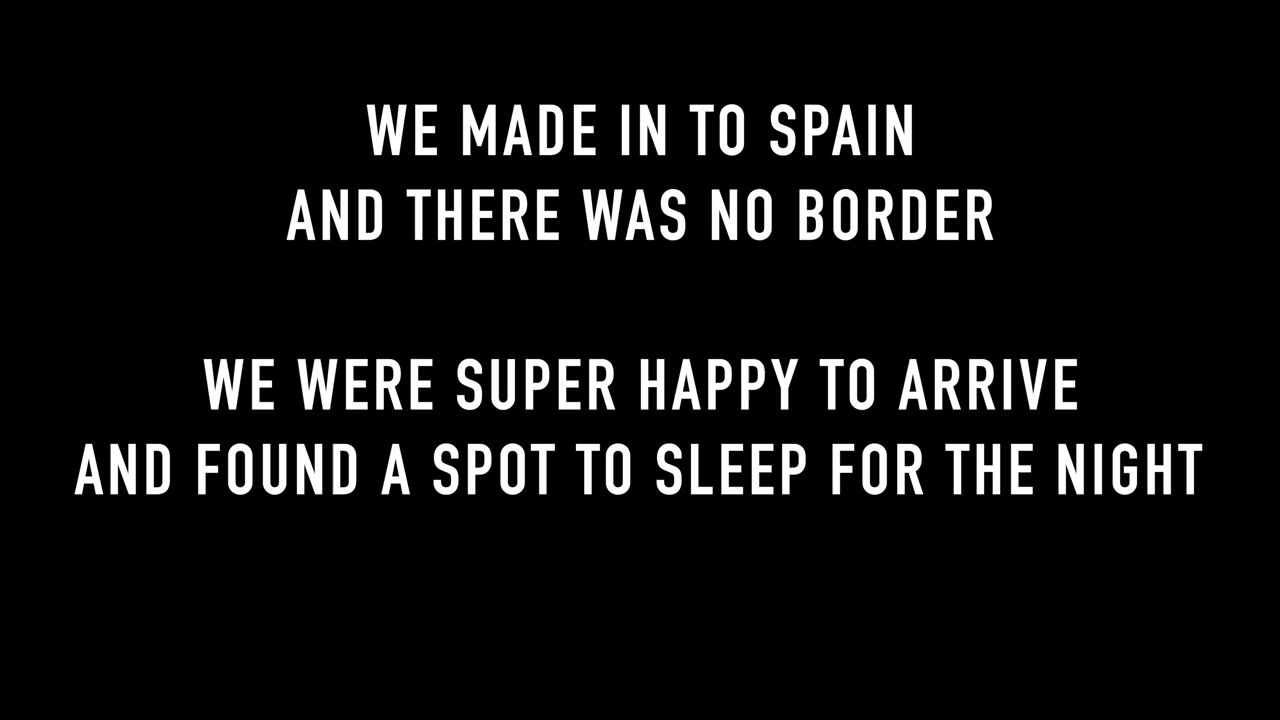 WE MADE IN TO SPAIN
AND THERE WAS NO BORDER
WE WERE SUPER HAPPY TO ARRIVE
AND FOUND A SPOT TO SLEEP FOR THE NIGHT